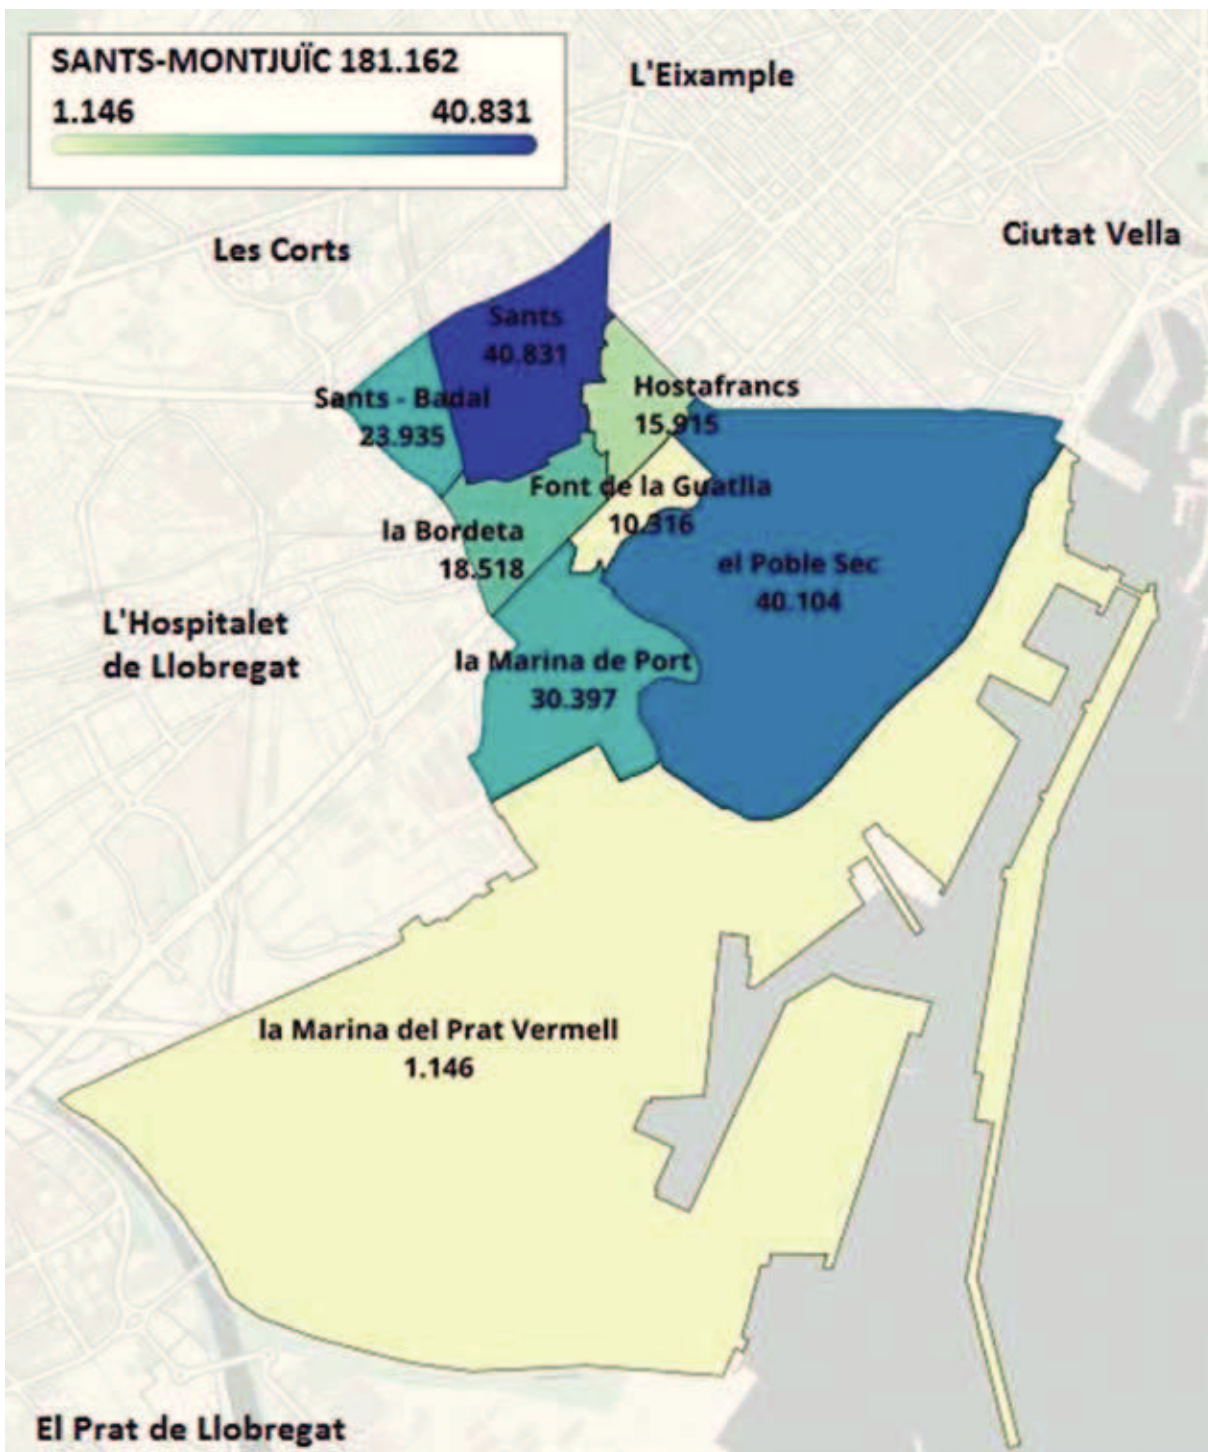 SANTS-MONTJUÏC 181.162
1.146 40.831
L'Eixample
Ciutat Vella
Les Corts
Sants
40.831
Sants - Badal
23.935
Hostafrancs
15.915
Font de la Guatlla
10.316
la Bordeta
18.518
el Poble Sec
40.104
L'Hospitalet
de Llobregat
la Marina de Port
30.397
la Marina del Prat Vermell
1.146
El Prat de Llobregat